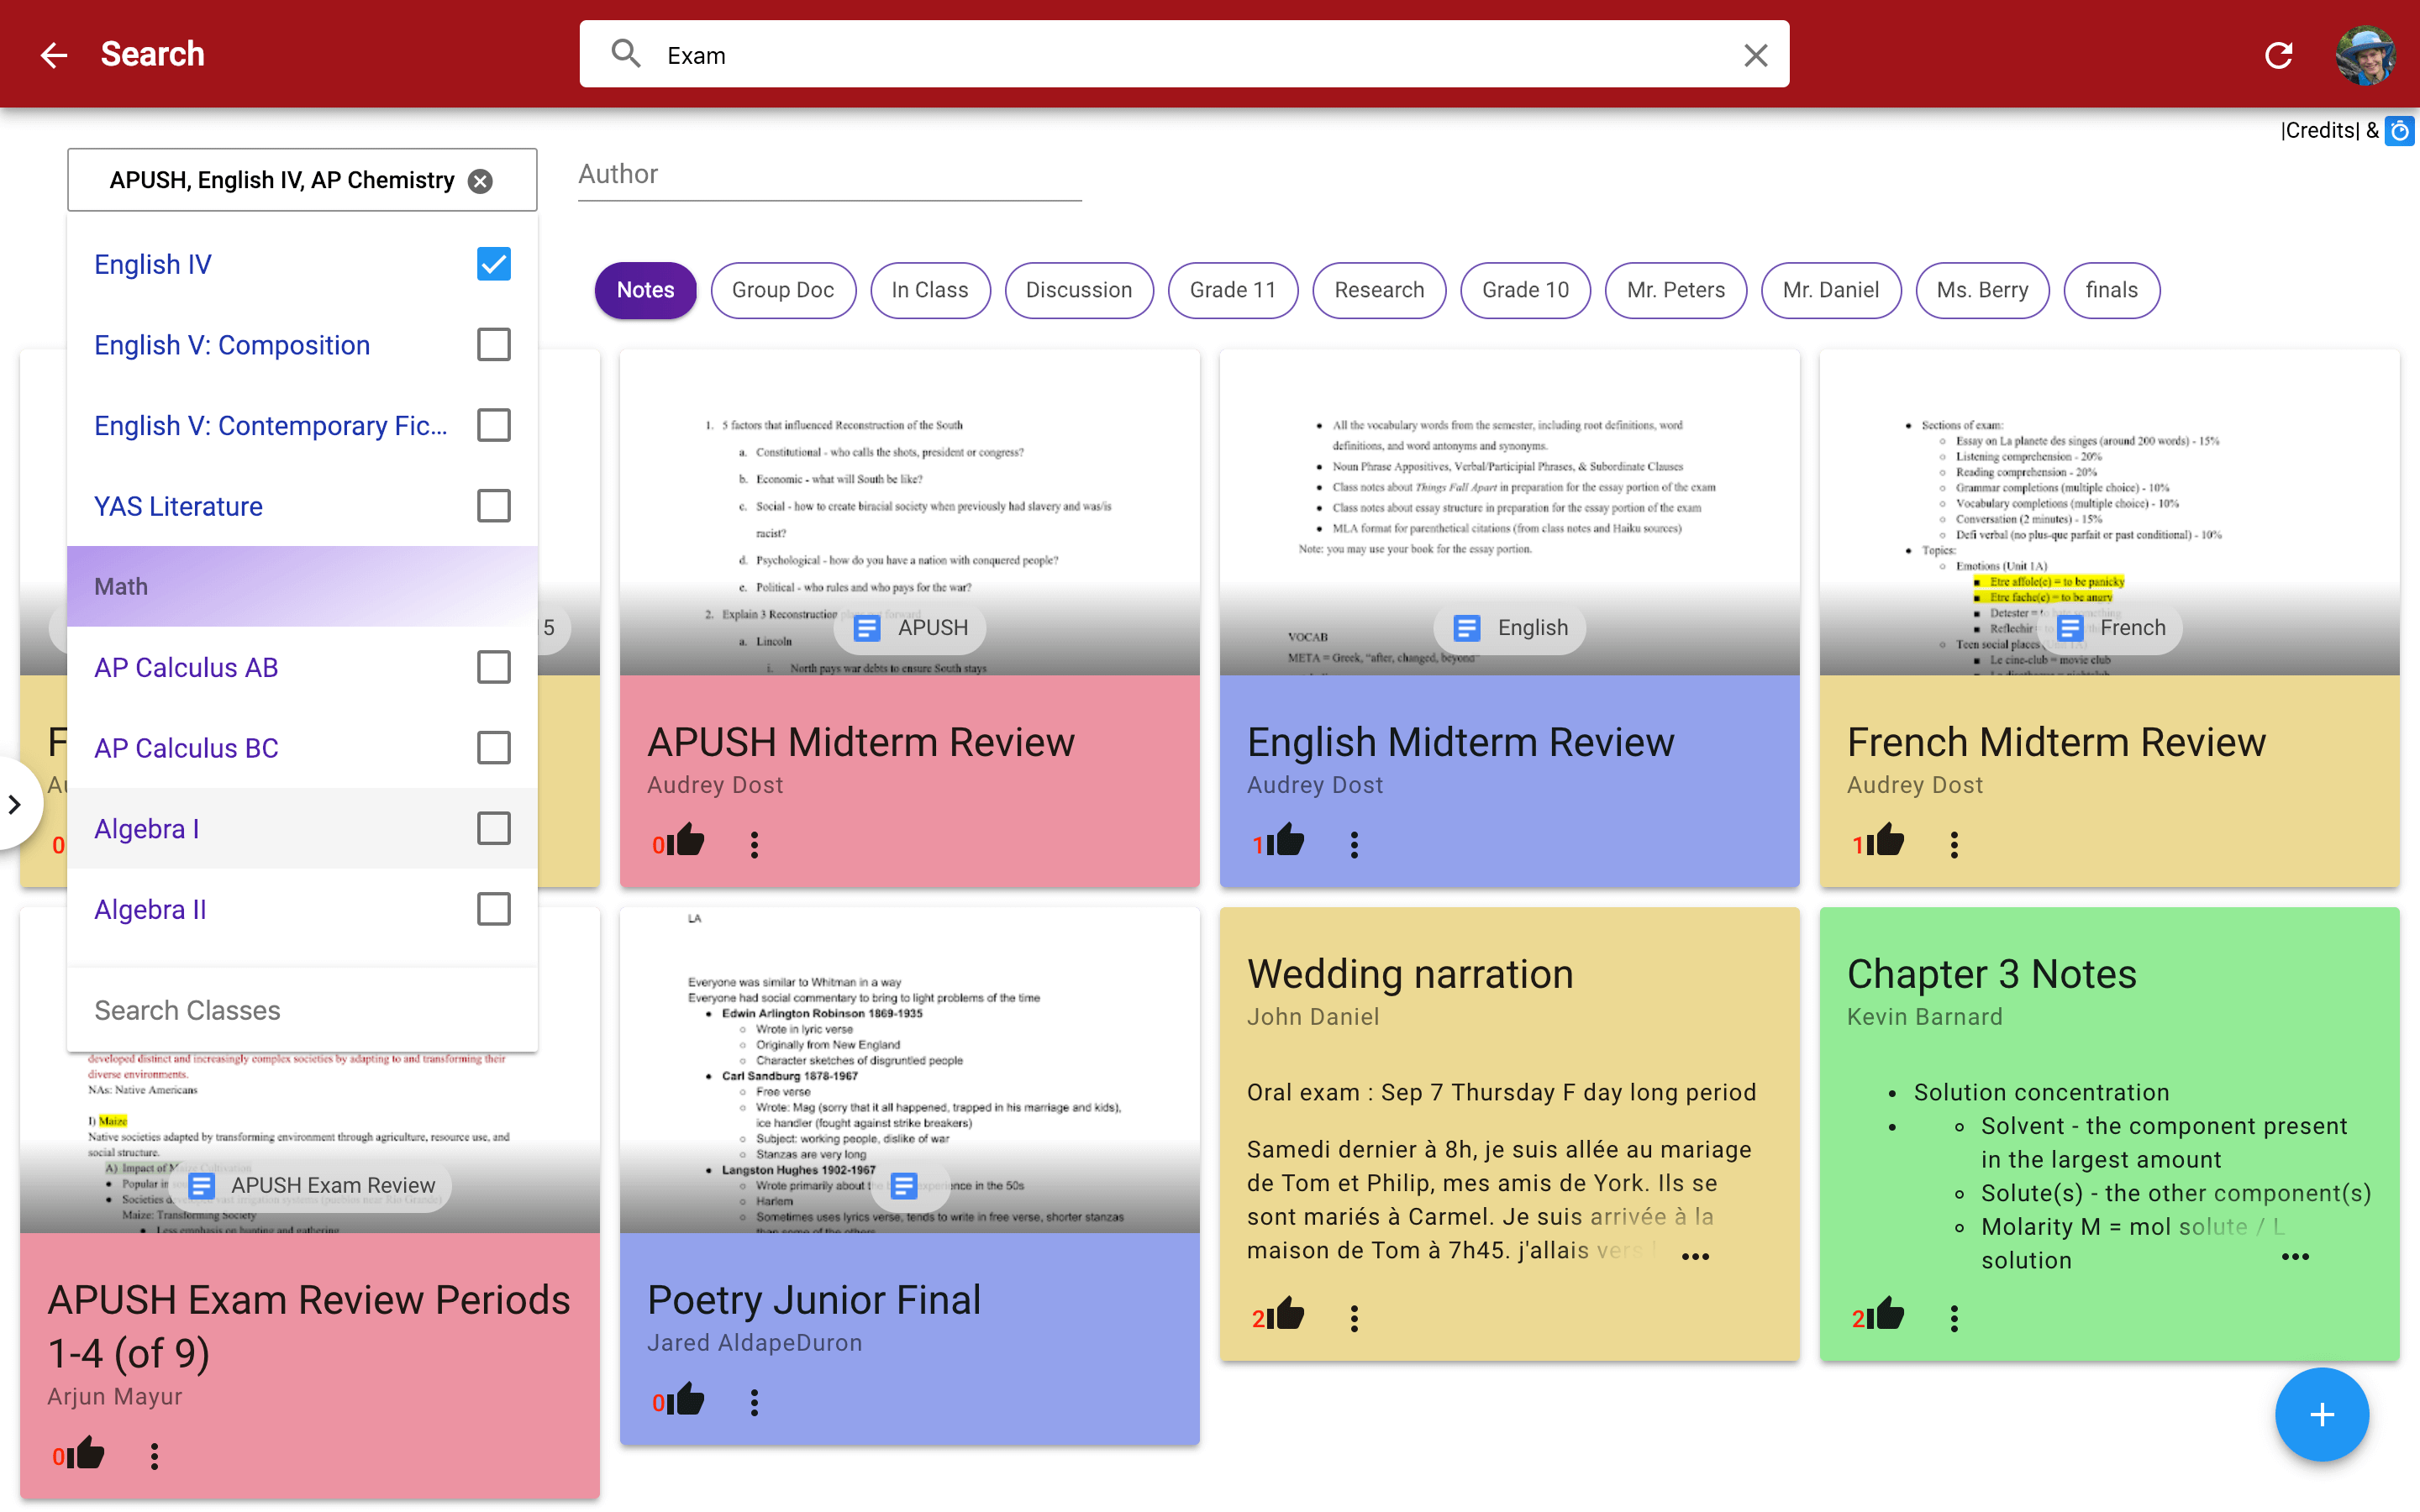 Search
Exam
|Credits| &
APUSH, English IV, AP Chemistry
Author
English IV
English V: Composition
English V: Contemporary Fic...
YAS Literature
Math
AP Calculus AB
AP Calculus BC
Algebra I
Algebra II
Search Classes
Notes
Group Doc
In Class
Discussion
Grade 11
Research
Grade 10
Mr. Peters
Mr. Daniel
Ms. Berry
finals
5
F
Au
0
1. 5 factors that influenced Reconstruction of the South
a. Constitutional - who calls the shots, president or congress?
b. Economic - what will South be like?
c. Social - how to create biracial society when previously had slavery and was/is
racist?
d. Psychological - how do you have a nation with conquered people?
e. Political - who rules and who pays for the war?
2. Explain 3 Reconstruction
a. Lincoln
i. North pays war debts to ensure South stays
APUSH
APUSH Midterm Review
Audrey Dost
0
All the vocabulary words from the semester, including root definitions, word
definitions, and word antonyms and synonyms.
Noun Phrase Appositives, Verbal/Participial Phrases, & Subordinate Clauses
Class notes about Things Fall Apart in preparation for the essay portion of the exam
Class notes about essay structure in preparation for the essay portion of the exam
MLA format for parenthetical citations (from class notes and Haiku sources)
Note: you may use your book for the essay portion.
VOCAB
META = Greek, "after, changed, beyond"
English
English Midterm Review
Audrey Dost
1
Sections of exam:
Essay on La planete des singes (around 200 words) - 15%
Listening comprehension - 20%
Reading comprehension - 20%
Grammar completions (multiple choice) - 10%
Vocabulary completions (multiple choice) - 10%
Conversation (2 minutes) - 15%
Defi verbal (no plus-que parfait or past conditional) - 10%
Topics:
Emotions (Unit 1A)
Etre affole(e) = to be panicky
Etre fache(e) = to be angry
Detester =
Reflechir
Teen social places
Le cine-club = movie club
French
French Midterm Review
Audrey Dost
1
developed distinct and increasingly complex societies by adapting to and transforming their
diverse environments.
NAs: Native Americans
I) Maize
Native societies adapted by transforming environment through agriculture, resource use, and
social structure.
A) Impact of Maize Cultivation
Popular in
Societies
Maize: Transforming Society
Less emphasis on hunting and gathering
APUSH Exam Review
APUSH Exam Review Periods
1-4 (of 9)
Arjun Mayur
0
LA
Everyone was similar to Whitman in a way
Everyone had social commentary to bring to light problems of the time
Edwin Arlington Robinson 1869-1935
Wrote in lyric verse
Originally from New England
Character sketches of disgruntled people
Carl Sandburg 1878-1967
Free verse
Wrote: Mag (sorry that it all happened, trapped in his marriage and kids),
ice handler (fought against strike breakers)
Subject: working people, dislike of war
Stanzas are very long
Langston Hughes 1902-1967
Wrote primarily about in the 50s
Harlem
Sometimes uses lyrics verse, tends to write in free verse, shorter stanzas
than some of the others
Poetry Junior Final
Jared AldapeDuron
0
Wedding narration
John Daniel
Oral exam : Sep 7 Thursday F day long period
Samedi dernier à 8h, je suis allée au mariage
de Tom et Philip, mes amis de York. Ils se
sont mariés à Carmel. Je suis arrivée à la
maison de Tom à 7h45. j'allais vers
2
Chapter 3 Notes
Kevin Barnard
Solution concentration
Solvent - the component present
in the largest amount
Solute(s) - the other component(s)
Molarity M = mol solute / L
solution
2